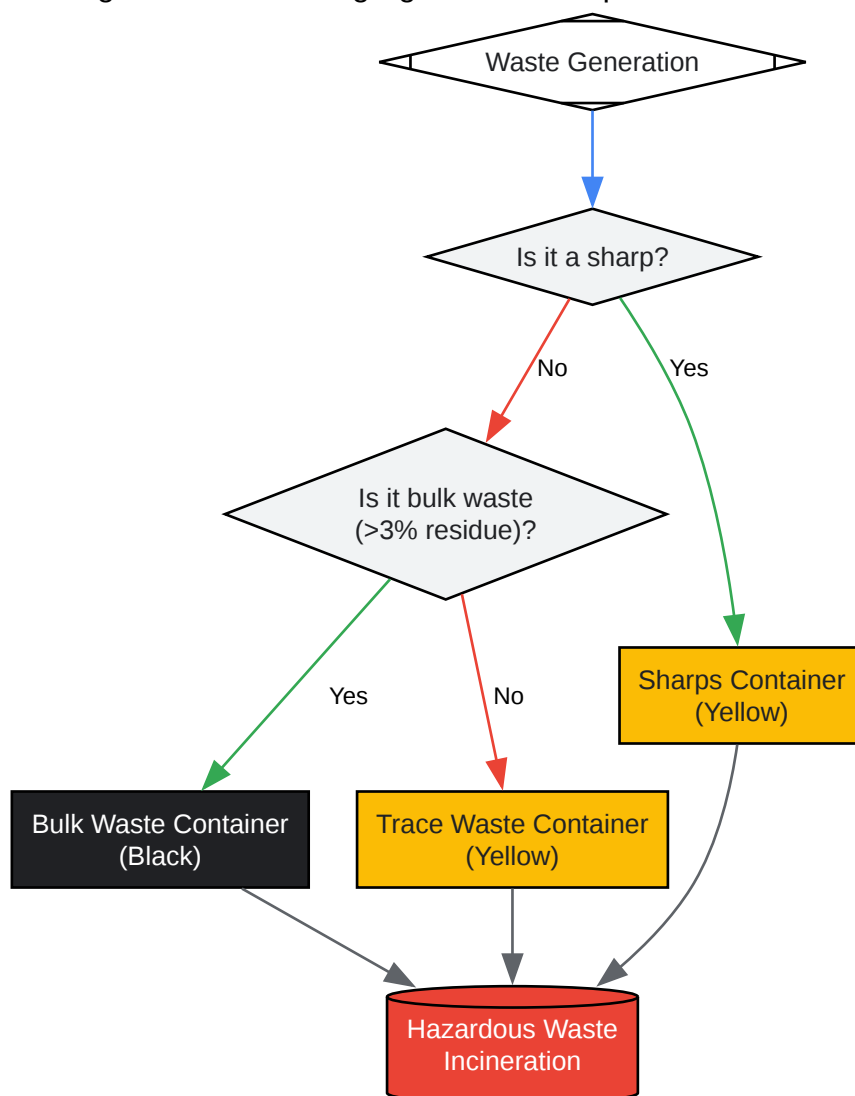 Waste Generation
Is it a sharp?
No
Yes
Is it bulk waste
(>3% residue)?
Yes
No
Sharps Container
(Yellow)
Bulk Waste Container
(Black)
Trace Waste Container
(Yellow)
Hazardous Waste
Incineration